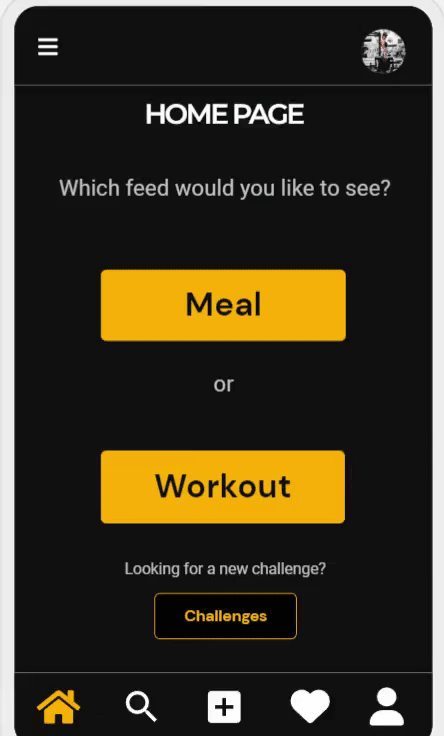 HOME PAGE
Which feed would you like to see?
Meal
or
Workout
Looking for a new challenge?
Challenges